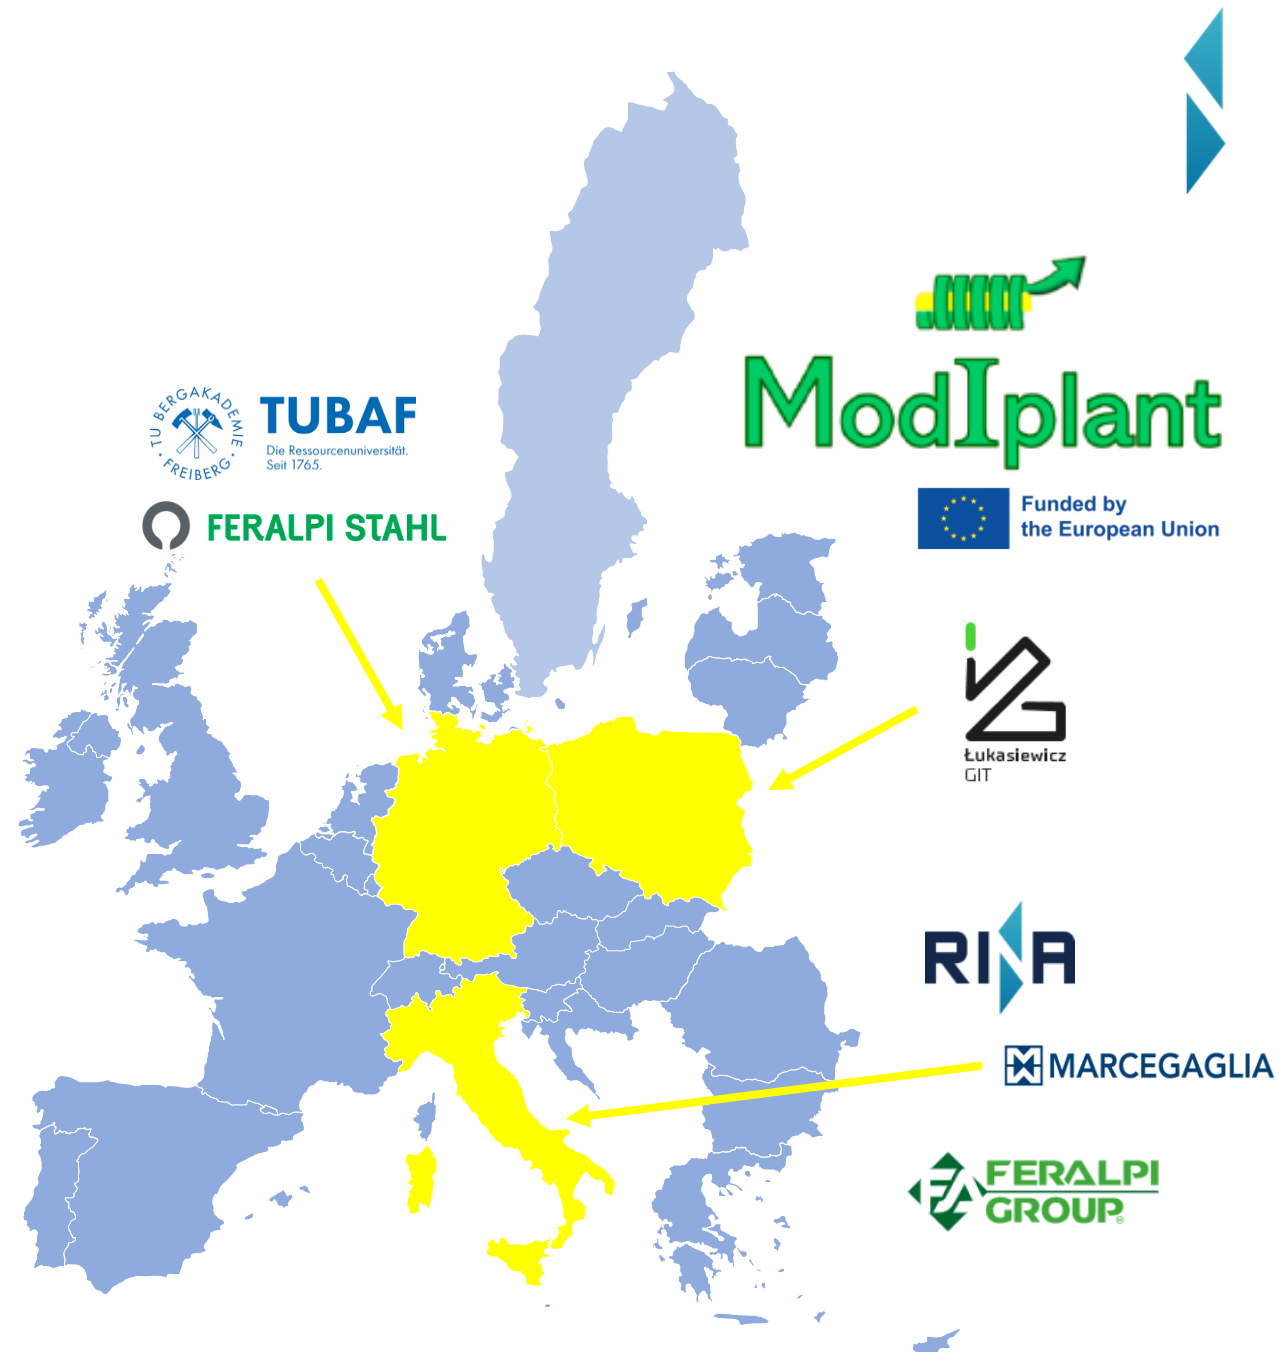 ModIplant
Funded by
the European Union
TU BERGAKADEMIE
· FREIBERG ·
TUBAF
Die Ressourcenuniversität.
Seit 1765.
FERALPI STAHL
Łukasiewicz
GIT
RINA
MARCEGAGLIA
FERALPI
GROUP